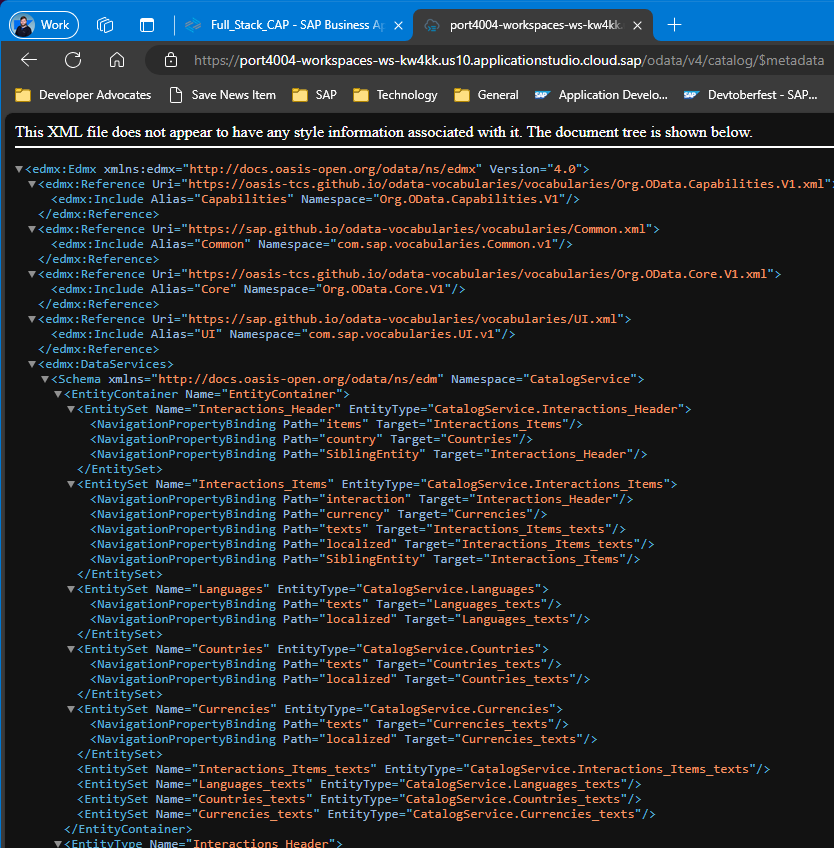 Work
Full_Stack_CAP - SAP Business Ap
port4004-workspaces-ws-kw4kk.
https://port4004-workspaces-ws-kw4kk.us10.applicationstudio.cloud.sap/odata/v4/catalog/$metadata
Developer Advocates Save News Item SAP Technology General SAP Application Develo... SAP Devtoberfest - SAP...
This XML file does not appear to have any style information associated with it. The document tree is shown below.
▼<edmx:Edmx xmlns:edmx="http://docs.oasis-open.org/odata/ns/edmx" Version="4.0">
▼<edmx:Reference Uri="https://oasis-tcs.github.io/odata-vocabularies/vocabularies/Org.OData.Capabilities.V1.xml">
<edmx:Include Alias="Capabilities" Namespace="Org.OData.Capabilities.V1"/>
</edmx:Reference>
▼<edmx:Reference Uri="https://sap.github.io/odata-vocabularies/vocabularies/Common.xml">
<edmx:Include Alias="Common" Namespace="com.sap.vocabularies.Common.v1"/>
</edmx:Reference>
▼<edmx:Reference Uri="https://oasis-tcs.github.io/odata-vocabularies/vocabularies/Org.OData.Core.V1.xml">
<edmx:Include Alias="Core" Namespace="Org.OData.Core.V1"/>
</edmx:Reference>
▼<edmx:Reference Uri="https://sap.github.io/odata-vocabularies/vocabularies/UI.xml">
<edmx:Include Alias="UI" Namespace="com.sap.vocabularies.UI.v1"/>
</edmx:Reference>
▼<edmx:DataServices>
▼<Schema xmlns="http://docs.oasis-open.org/odata/ns/edm" Namespace="CatalogService">
▼<EntityContainer Name="EntityContainer">
▼<EntitySet Name="Interactions_Header" EntityType="CatalogService.Interactions_Header">
<NavigationPropertyBinding Path="items" Target="Interactions_Items"/>
<NavigationPropertyBinding Path="country" Target="Countries"/>
<NavigationPropertyBinding Path="SiblingEntity" Target="Interactions_Header"/>
</EntitySet>
▼<EntitySet Name="Interactions_Items" EntityType="CatalogService.Interactions_Items">
<NavigationPropertyBinding Path="interaction" Target="Interactions_Header"/>
<NavigationPropertyBinding Path="currency" Target="Currencies"/>
<NavigationPropertyBinding Path="texts" Target="Interactions_Items_texts"/>
<NavigationPropertyBinding Path="localized" Target="Interactions_Items_texts"/>
<NavigationPropertyBinding Path="SiblingEntity" Target="Interactions_Items"/>
</EntitySet>
▼<EntitySet Name="Languages" EntityType="CatalogService.Languages">
<NavigationPropertyBinding Path="texts" Target="Languages_texts"/>
<NavigationPropertyBinding Path="localized" Target="Languages_texts"/>
</EntitySet>
▼<EntitySet Name="Countries" EntityType="CatalogService.Countries">
<NavigationPropertyBinding Path="texts" Target="Countries_texts"/>
<NavigationPropertyBinding Path="localized" Target="Countries_texts"/>
</EntitySet>
▼<EntitySet Name="Currencies" EntityType="CatalogService.Currencies">
<NavigationPropertyBinding Path="texts" Target="Currencies_texts"/>
<NavigationPropertyBinding Path="localized" Target="Currencies_texts"/>
</EntitySet>
<EntitySet Name="Interactions_Items_texts" EntityType="CatalogService.Interactions_Items_texts"/>
<EntitySet Name="Languages_texts" EntityType="CatalogService.Languages_texts"/>
<EntitySet Name="Countries_texts" EntityType="CatalogService.Countries_texts"/>
<EntitySet Name="Currencies_texts" EntityType="CatalogService.Currencies_texts"/>
</EntityContainer>
▼<EntityType Name="Interactions_Header">